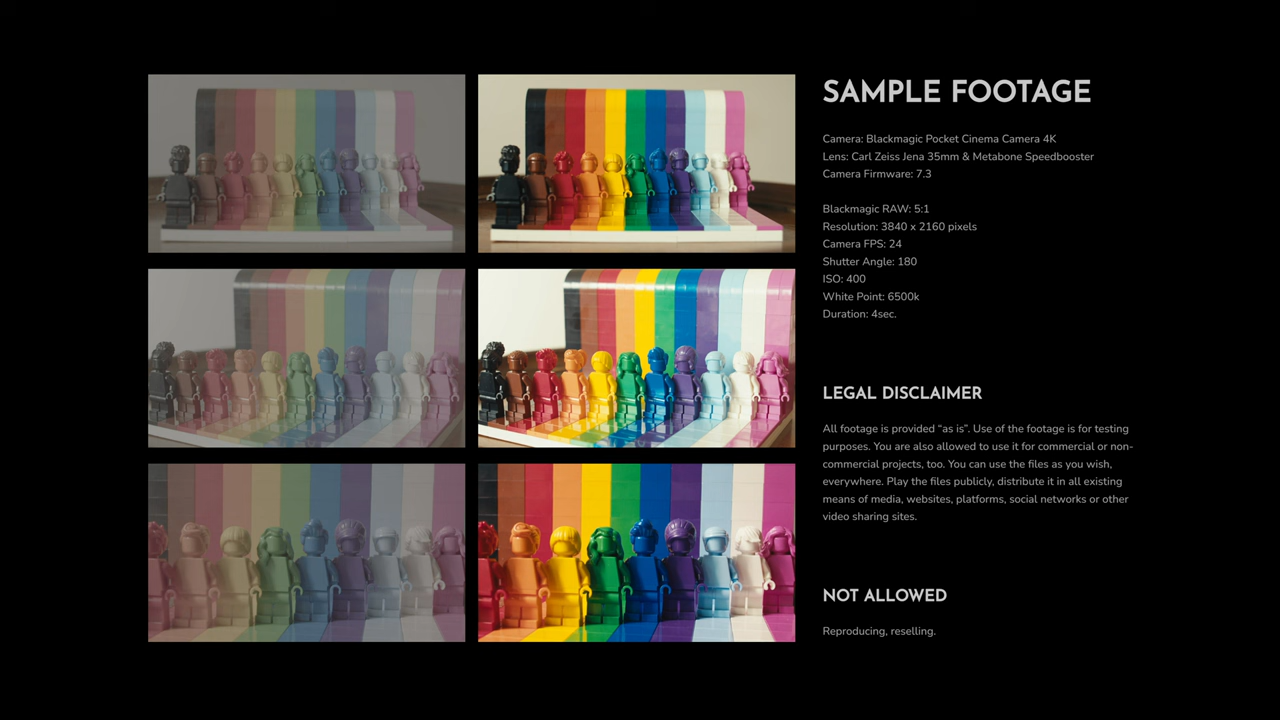 SAMPLE FOOTAGE
Camera: Blackmagic Pocket Cinema Camera 4K
Lens: Carl Zeiss Jena 35mm & Metabone Speedbooster
Camera Firmware: 7.3
Blackmagic RAW: 5:1
Resolution: 3840 x 2160 pixels
Camera FPS: 24
Shutter Angle: 180
ISO: 400
White Point: 6500k
Duration: 4sec.
LEGAL DISCLAIMER
All footage is provided “as is”. Use of the footage is for testing
purposes. You are also allowed to use it for commercial or non-
commercial projects, too. You can use the files as you wish,
everywhere. Play the files publicly, distribute it in all existing
means of media, websites, platforms, social networks or other
video sharing sites.
NOT ALLOWED
Reproducing, reselling.